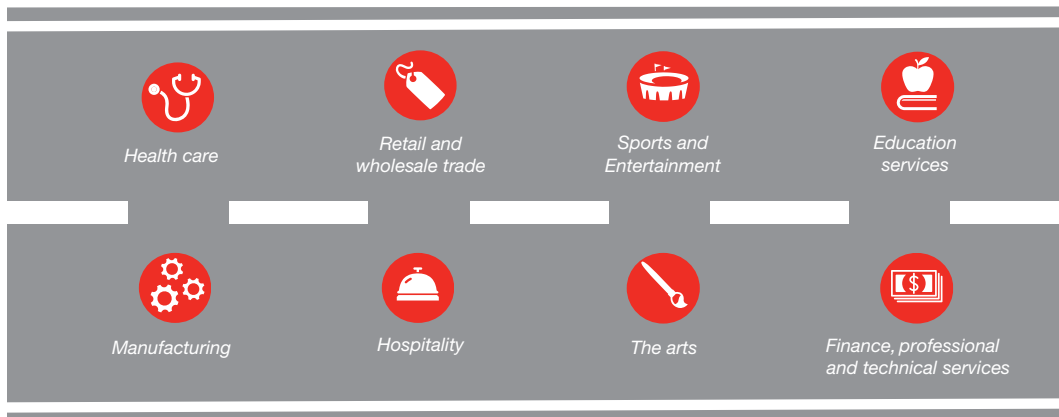 Health care
Retail and
wholesale trade
Sports and
Entertainment
Education
services
Manufacturing
Hospitality
The arts
$
Finance, professional
and technical services